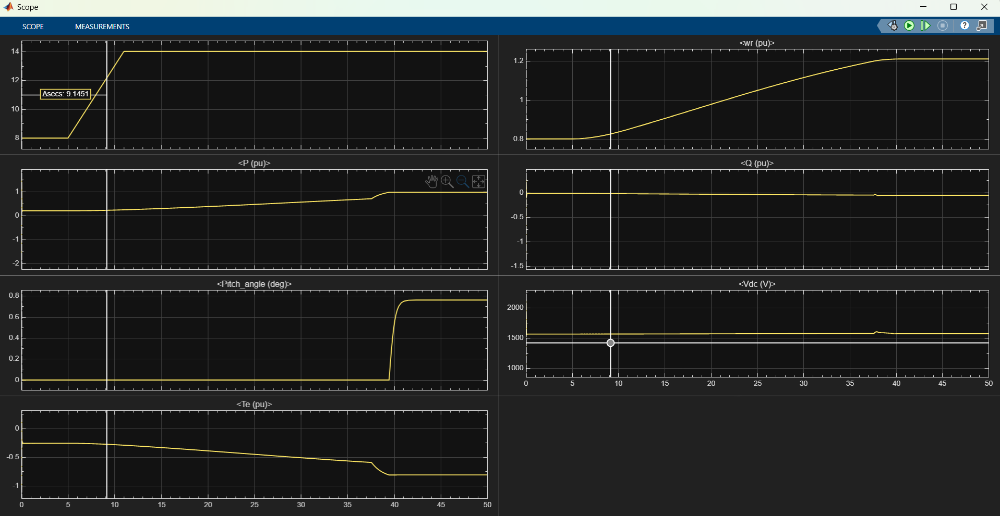 Scope
SCOPE MEASUREMENTS
?
14
12
10
8
Δsecs: 9.1451
<wr (pu)>
1.2
1
0.8
<P (pu)>
1
0
-1
-2
<Q (pu)>
0
-0.5
-1
-1.5
<Pitch_angle (deg)>
0.8
0.6
0.4
0.2
0
<Vdc (V)>
2000
1500
1000
0 5 10 15 20 25 30 35 40 45 50
<Te (pu)>
0
-0.5
-1
0 5 10 15 20 25 30 35 40 45 50